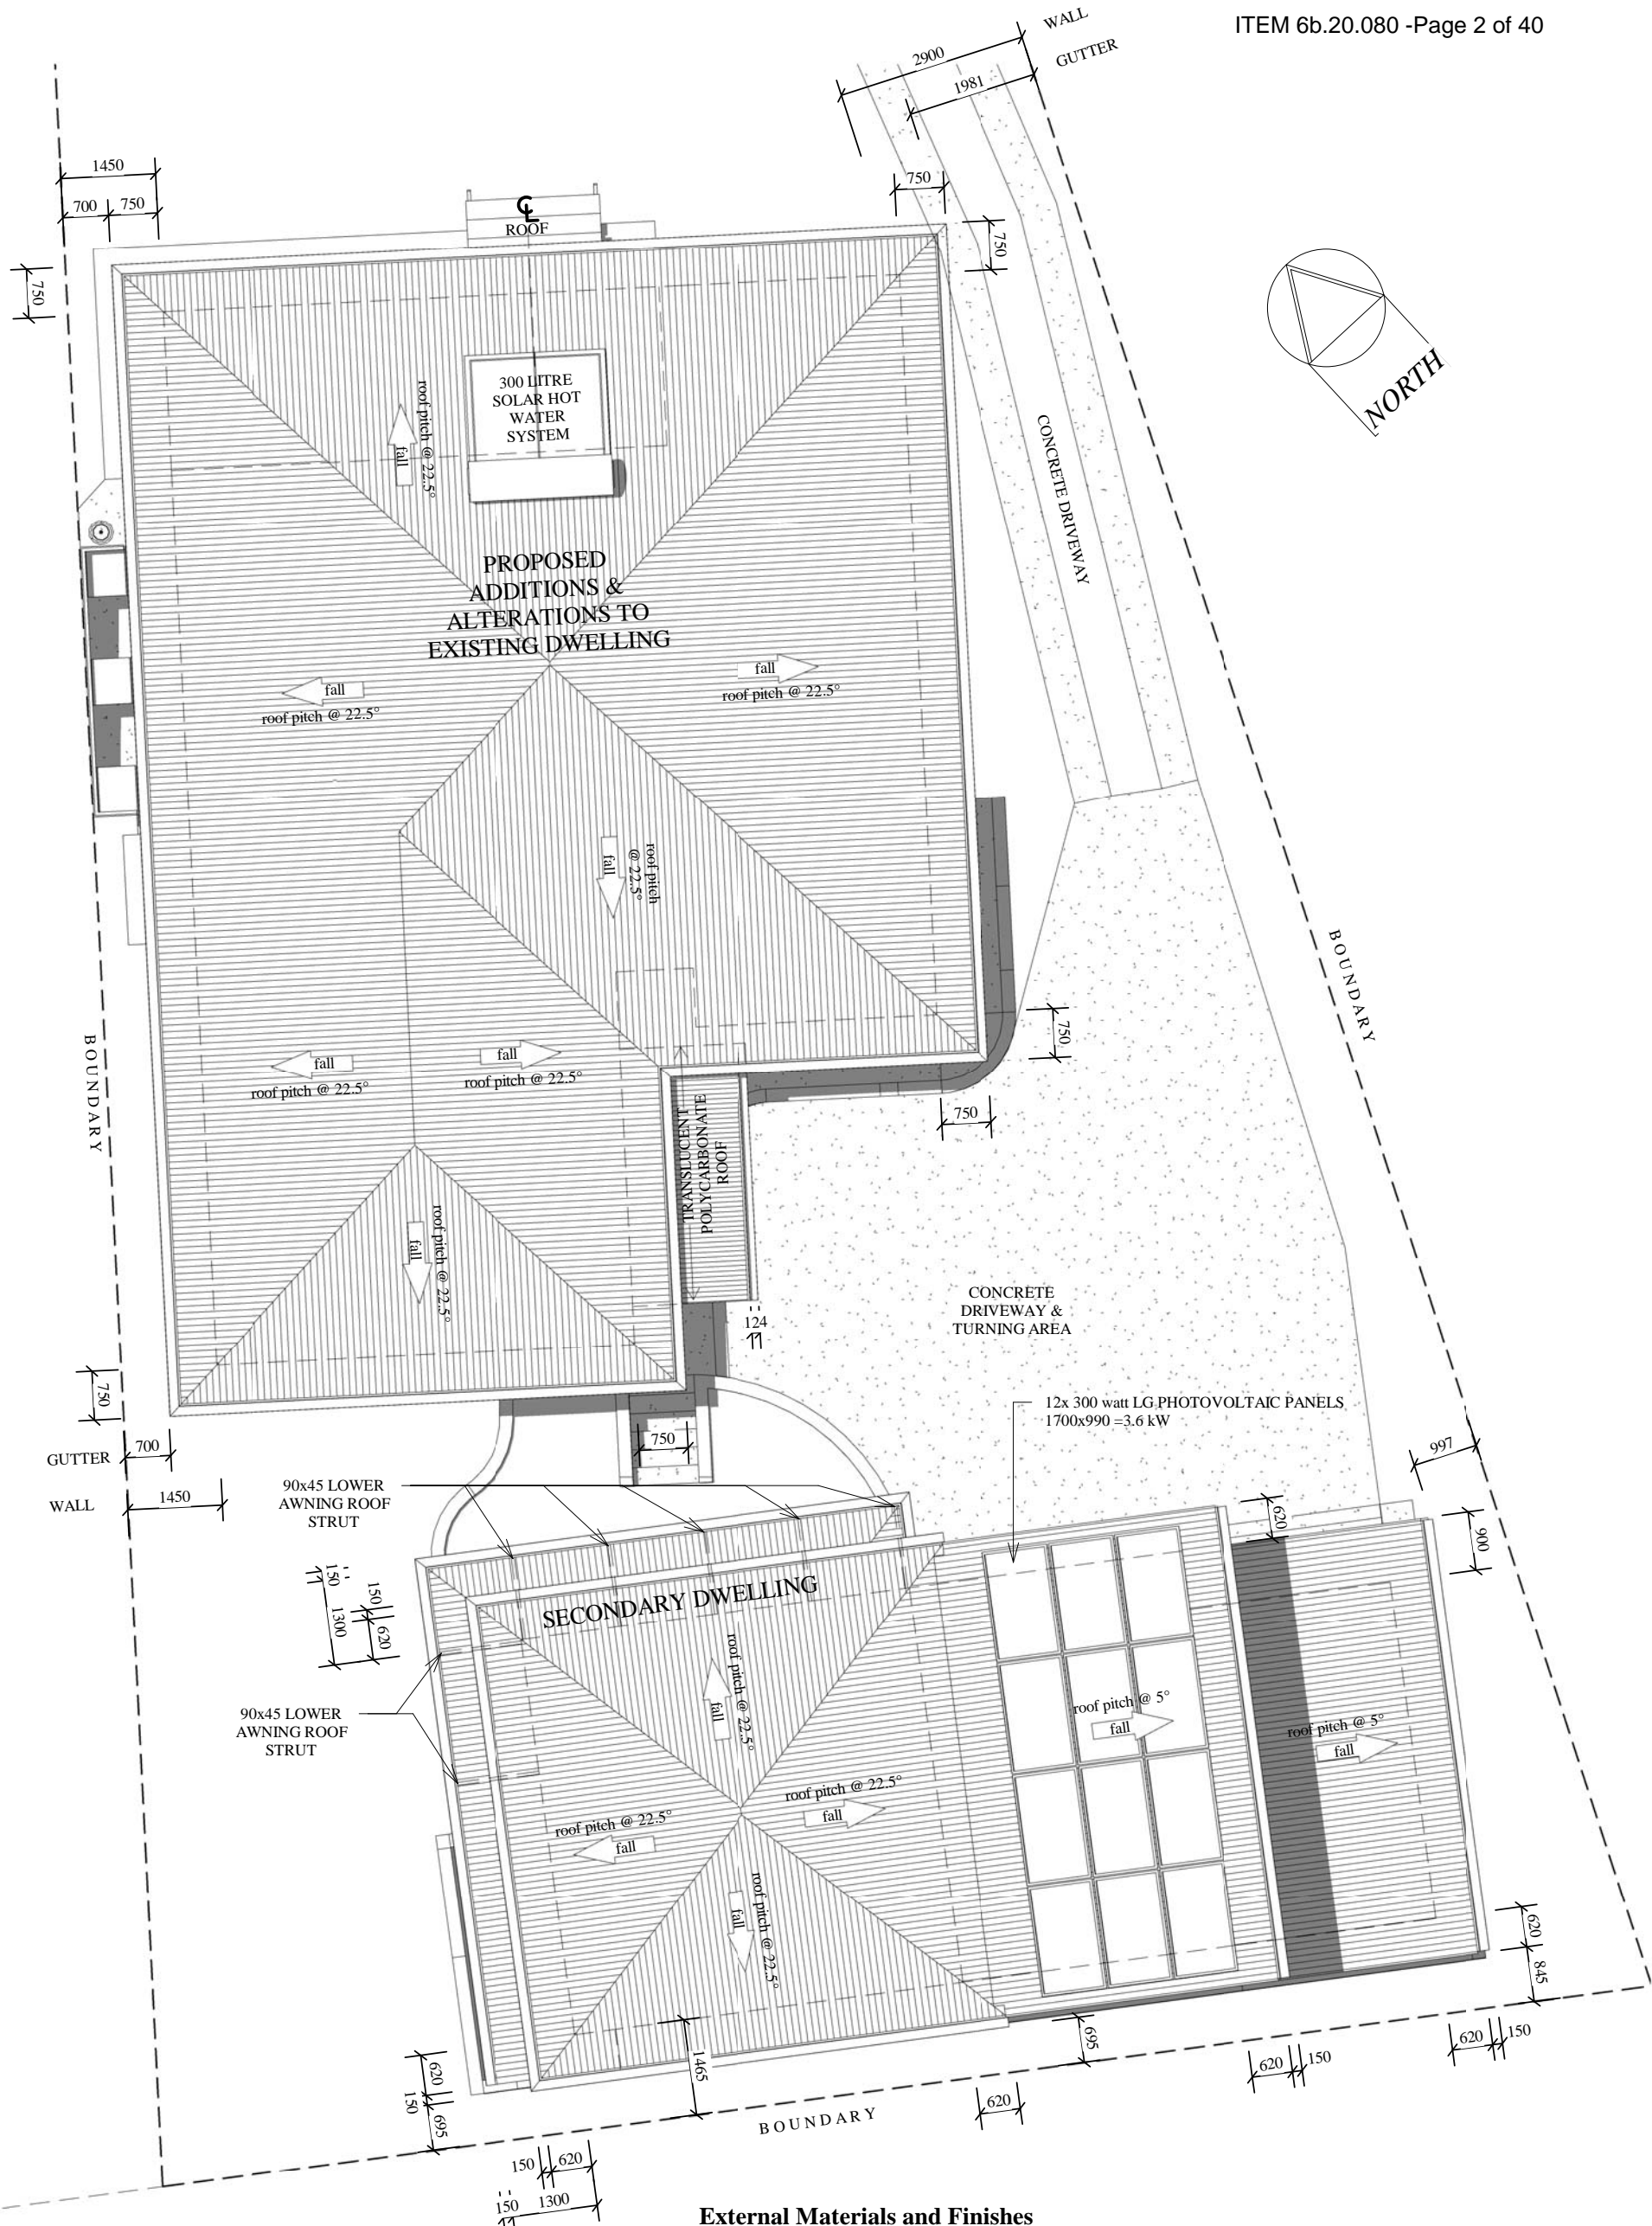 ITEM 6b.20.080 -Page 2 of 40
WALL
GUTTER
2900
1981
1450
700
750
750
750
750
℄
ROOF
NORTH
300 LITRE
SOLAR HOT
WATER
SYSTEM
roof pitch @ 22.5°
fall
CONCRETE DRIVEWAY
PROPOSED
ADDITIONS &
ALTERATIONS TO
EXISTING DWELLING
fall
roof pitch @ 22.5°
fall
roof pitch @ 22.5°
roof pitch
@ 22.5°
fall
BOUNDARY
BOUNDARY
fall
roof pitch @ 22.5°
fall
roof pitch @ 22.5°
750
750
TRANSLUCENT
POLYCARBONATE
ROOF
roof pitch @ 22.5°
fall
124
CONCRETE
DRIVEWAY &
TURNING AREA
750
12x 300 watt LG PHOTOVOLTAIC PANELS
1700x990 =3.6 kW
GUTTER
700
WALL
1450
750
997
90x45 LOWER
AWNING ROOF
STRUT
620
900
150
1300
150
620
SECONDARY DWELLING
roof pitch @ 22.5°
fall
90x45 LOWER
AWNING ROOF
STRUT
roof pitch @ 5°
fall
roof pitch @ 5°
fall
roof pitch @ 22.5°
fall
roof pitch @ 22.5°
fall
roof pitch @ 22.5°
fall
620
845
620
150
695
1465
695
620
150
620
150
620
BOUNDARY
150
620
150
1300
External Materials and Finishes